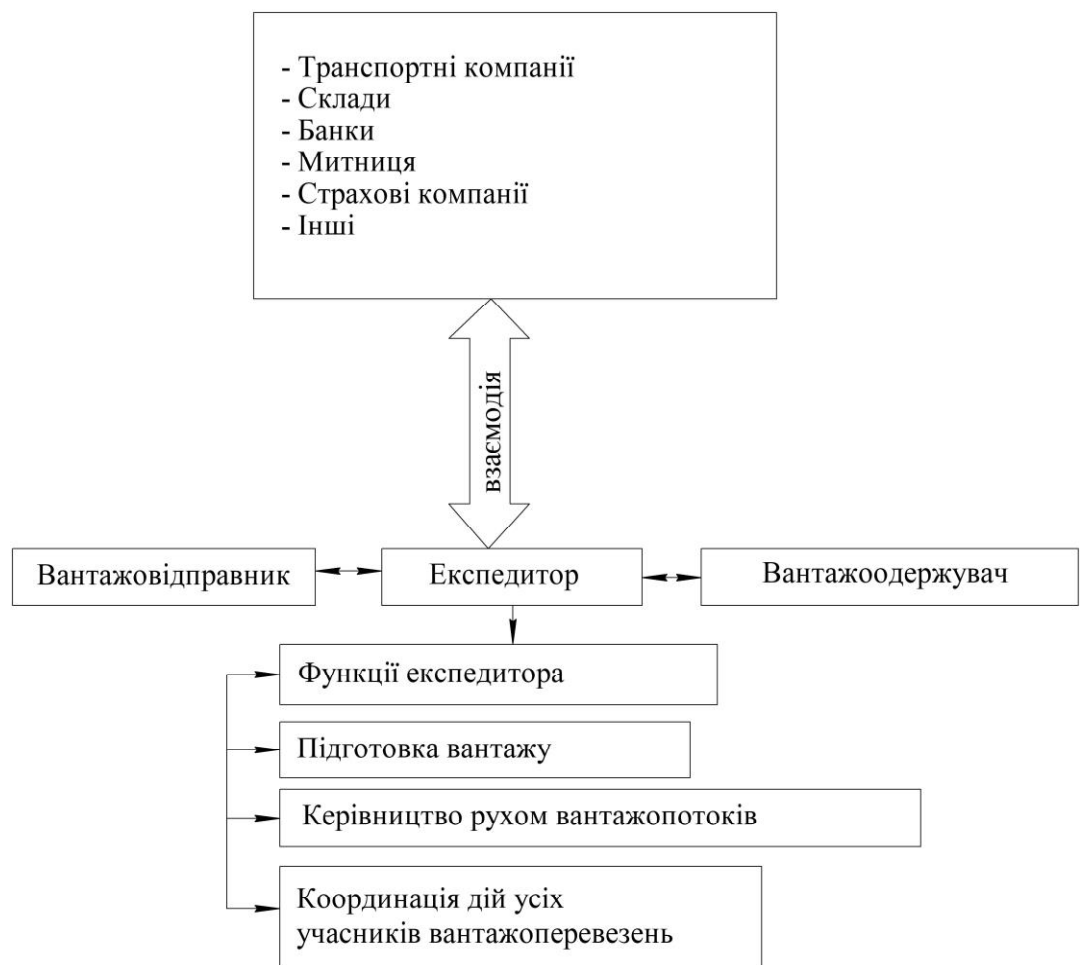 - Транспортні компанії
- Склади
- Банки
- Митниця
- Страхові компанії
- Інші
взаємодія
Вантажовідправник
Експедитор
Вантажоодержувач
Функції експедитора
Підготовка вантажу
Керівництво рухом вантажопотоків
Координація дій усіх
учасників вантажоперевезень